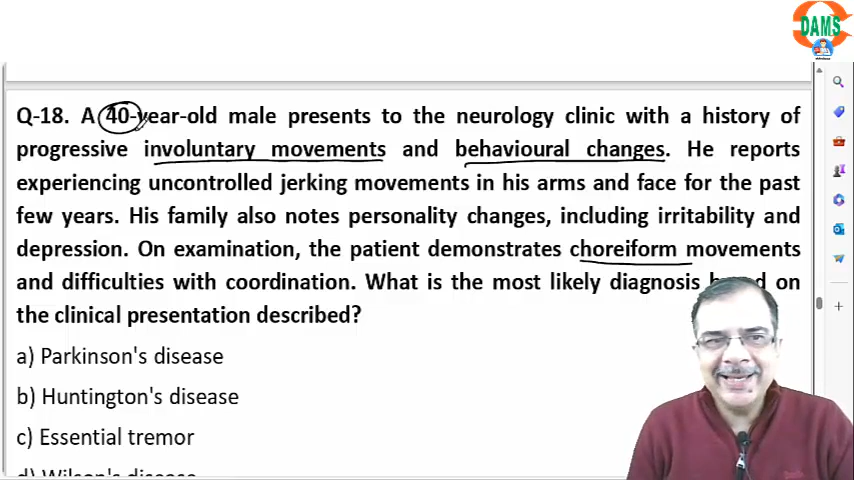 DAMS
Q-18. A 40-year-old male presents to the neurology clinic with a history of
progressive involuntary movements and behavioural changes. He reports
experiencing uncontrolled jerking movements in his arms and face for the past
few years. His family also notes personality changes, including irritability and
depression. On examination, the patient demonstrates choreiform movements
and difficulties with coordination. What is the most likely diagnosis on
the clinical presentation described?
a) Parkinson's disease
b) Huntington's disease
c) Essential tremor
d) Wilson's disease